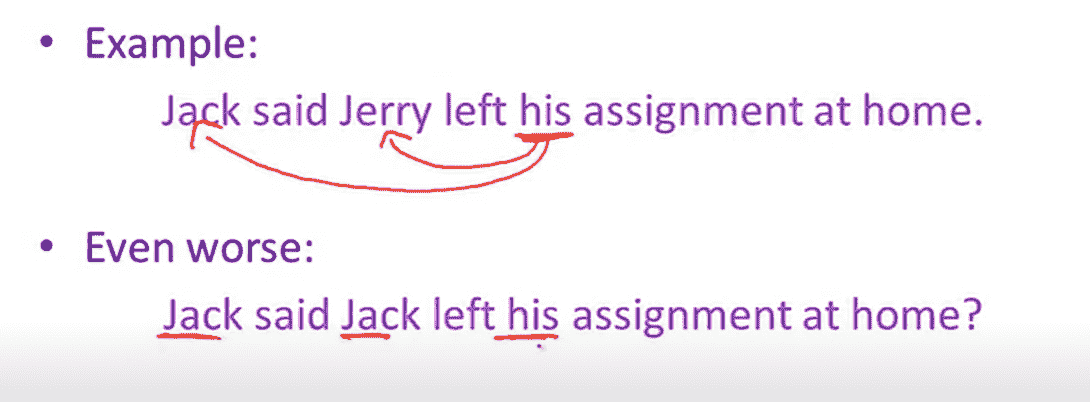 • Example:
Jack said Jerry left his assignment at home.
• Even worse:
Jack said Jack left his assignment at home?